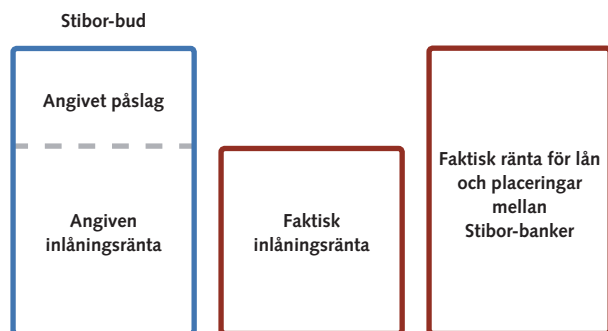 Stibor-bud
Angivet påslag
Angiven
inlåningsränta
Faktisk
inlåningsränta
Faktisk ränta för lån
och placeringar
mellan
Stibor-banker